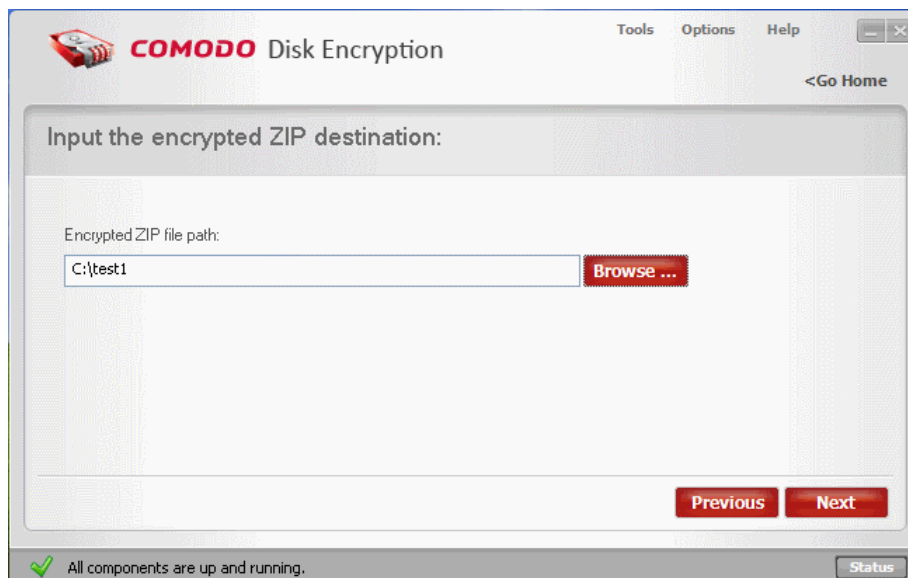 Tools Options Help
COMODO Disk Encryption
<Go Home
Input the encrypted ZIP destination:
Encrypted ZIP file path:
C:\test1
Browse ...
Previous Next
All components are up and running.
Status